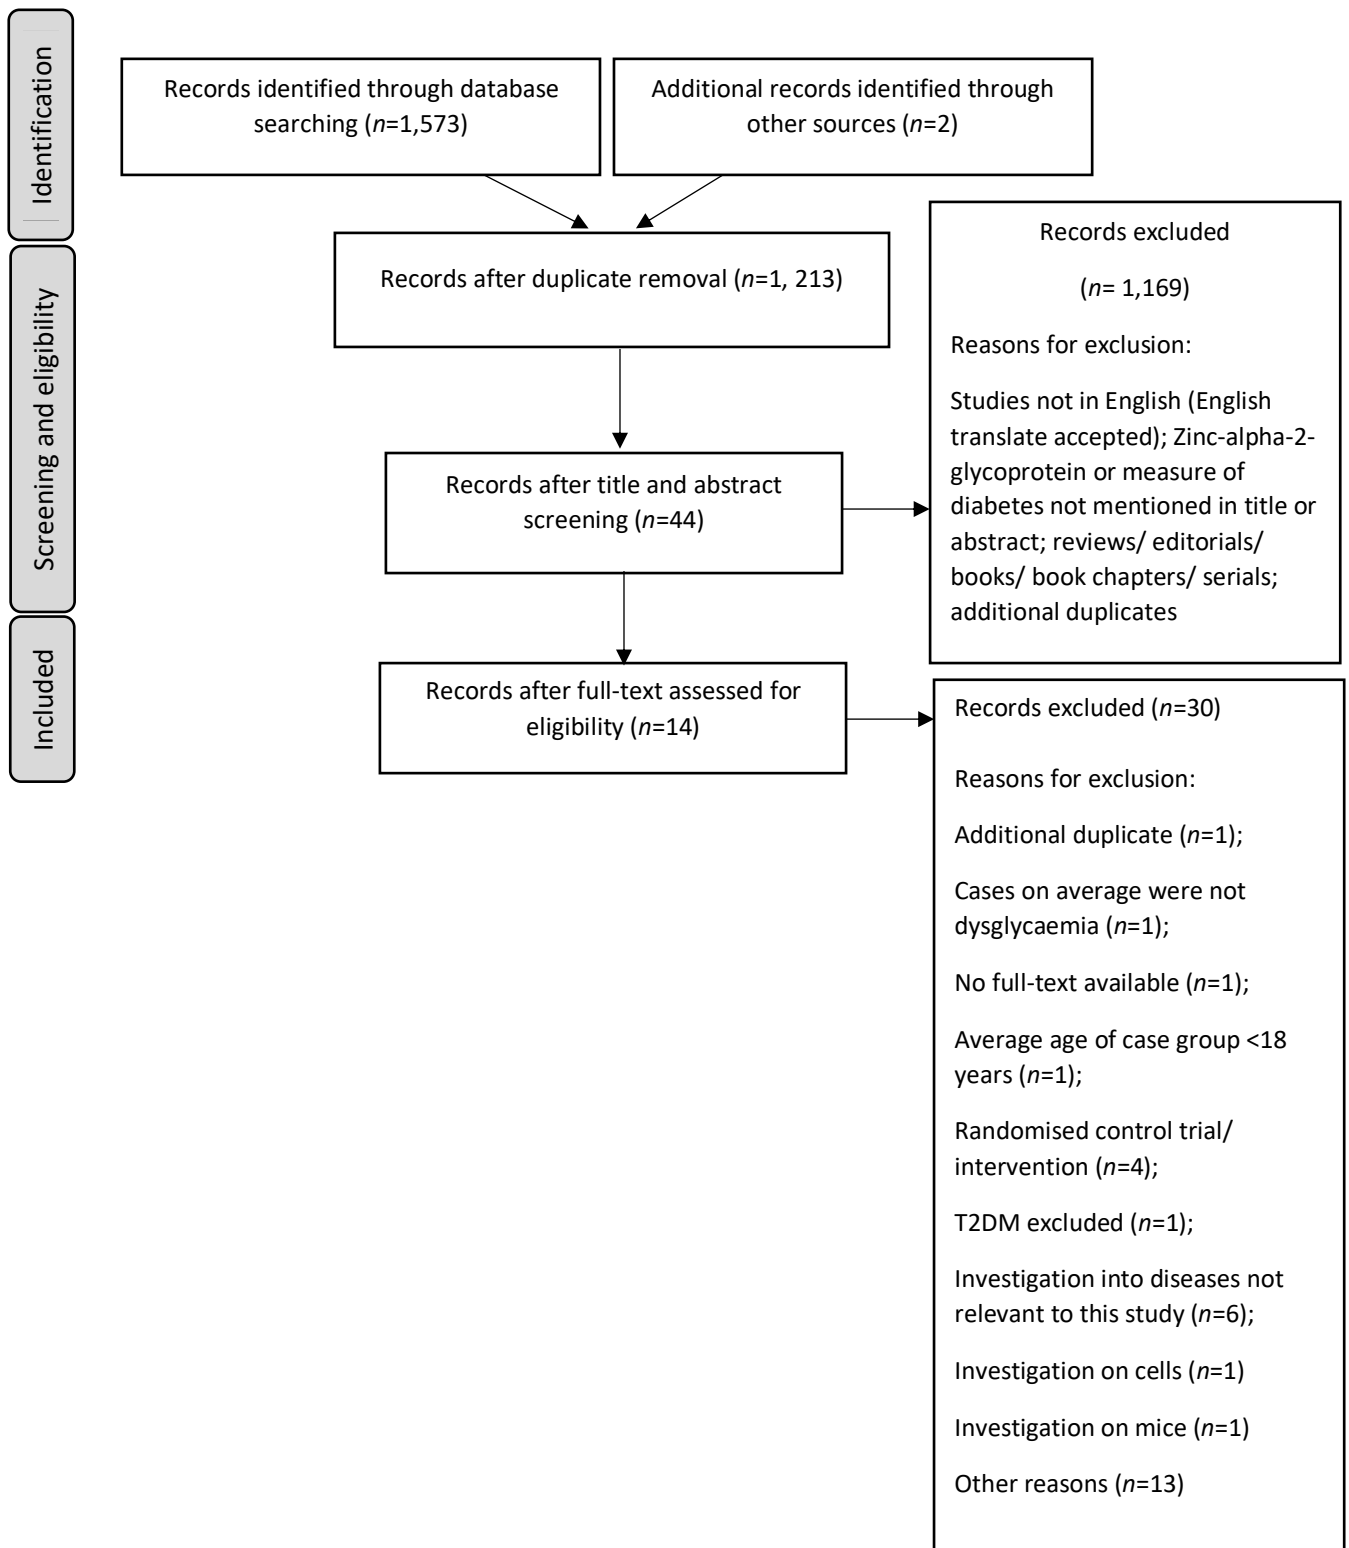 Identification
Records identified through database
searching (n=1,573)
Additional records identified through
other sources (n=2)
Screening and eligibility
Records after duplicate removal (n=1, 213)
Records excluded
(n= 1,169)
Reasons for exclusion:
Studies not in English (English
translate accepted); Zinc-alpha-2-
glycoprotein or measure of
diabetes not mentioned in title or
abstract; reviews/ editorials/
books/ book chapters/ serials;
additional duplicates
Records after title and abstract
screening (n=44)
Included
Records after full-text assessed for
eligibility (n=14)
Records excluded (n=30)
Reasons for exclusion:
Additional duplicate (n=1);
Cases on average were not
dysglycaemia (n=1);
No full-text available (n=1);
Average age of case group <18
years (n=1);
Randomised control trial/
intervention (n=4);
T2DM excluded (n=1);
Investigation into diseases not
relevant to this study (n=6);
Investigation on cells (n=1)
Investigation on mice (n=1)
Other reasons (n=13)